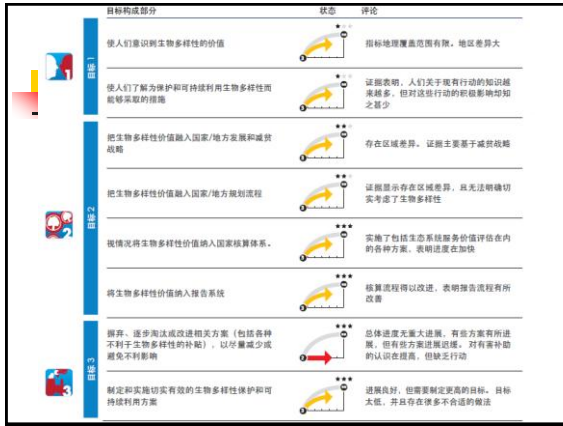 目标构成部分 状态 评论
目标 1
使人们意识到生物多样性的价值
指标地理覆盖范围有限。地区差异大
使人们了解为保护和可持续利用生物多样性而
能够采取的措施
证据表明，人们关于现有行动的知识越
来越多，但对这些行动的积极影响却知
之甚少
目标 2
把生物多样性价值融入国家/地方发展和减贫
战略
存在区域差异。 证据主要基于减贫战略
把生物多样性价值融入国家/地方规划流程
证据显示存在区域差异，且无法明确切
实考虑了生物多样性
视情况将生物多样性价值纳入国家核算体系。
实施了包括生态系统服务价值评估在内
的各种方案，表明进度在加快
将生物多样性价值纳入报告系统
核算流程得以改进，表明报告流程有所
改善
目标 3
摒弃、逐步淘汰或改进相关方案（包括各种
不利于生物多样性的补贴），以尽量减少或
避免不利影响
总体进度无重大进展，有些方案有所进
展，但有些方案进展迟缓。 对有害补助
的认识在提高，但缺乏行动
制定和实施切实有效的生物多样性保护和可
持续利用方案
进展良好，但需要制定更高的目标。 目标
太低，并且存在很多不合适的做法